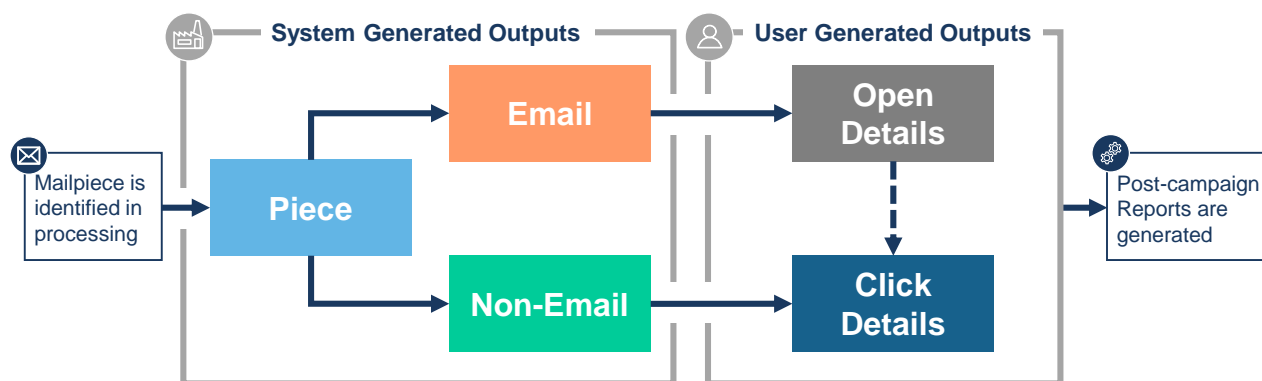 System Generated Outputs
User Generated Outputs
Mailpiece is
identified in
processing
Piece
Email
Non-Email
Open
Details
Click
Details
Post-campaign
Reports are
generated